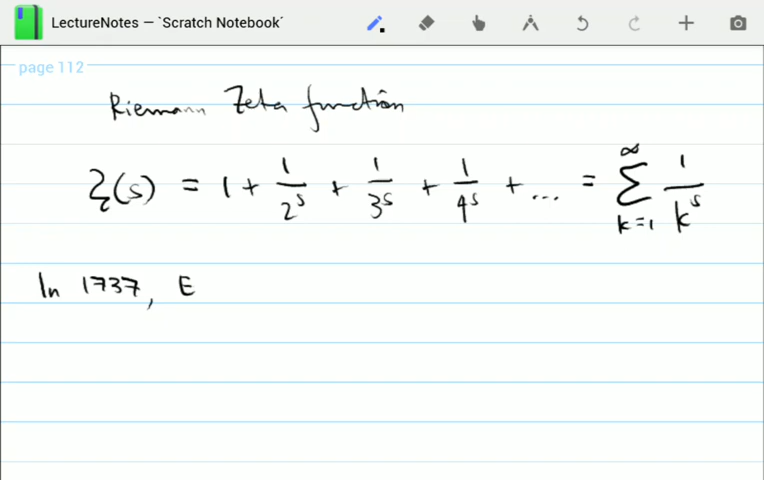 LectureNotes — `Scratch Notebook´
page 112
Riemann Zeta function
ζ(s) = 1 + 1/2^s + 1/3^s + 1/4^s + ... = ∑_{k=1}^{∞} 1/k^s
In 1737, E